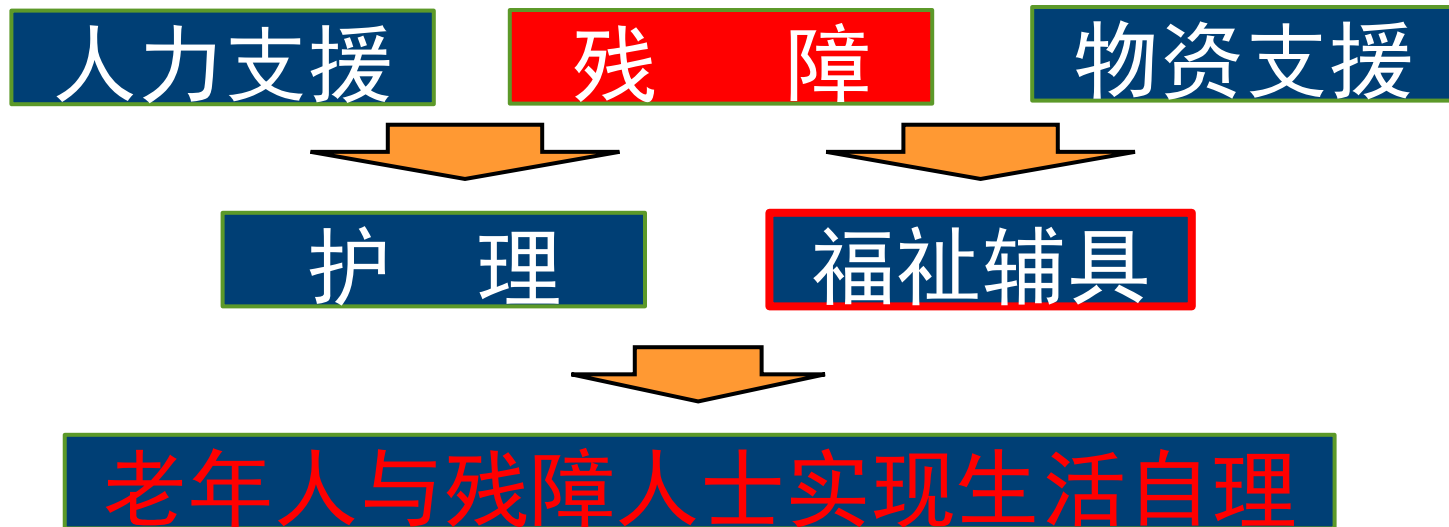 人力支援 残 障 物资支援
护 理 福祉辅具
老年人与残障人士实现生活自理